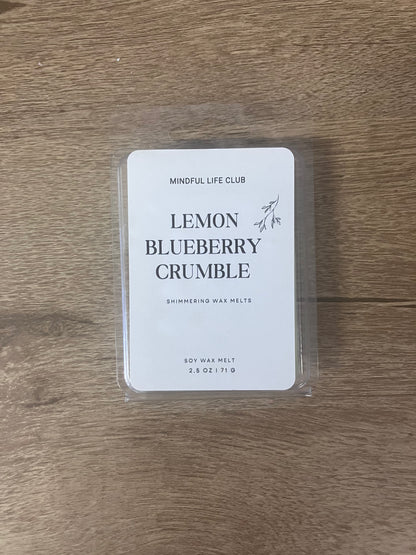 MINDFUL LIFE CLUB
LEMON
BLUEBERRY
CRUMBLE
SHIMMERING WAX MELTS
SOY WAX MELT
2.5 OZ | 71 G